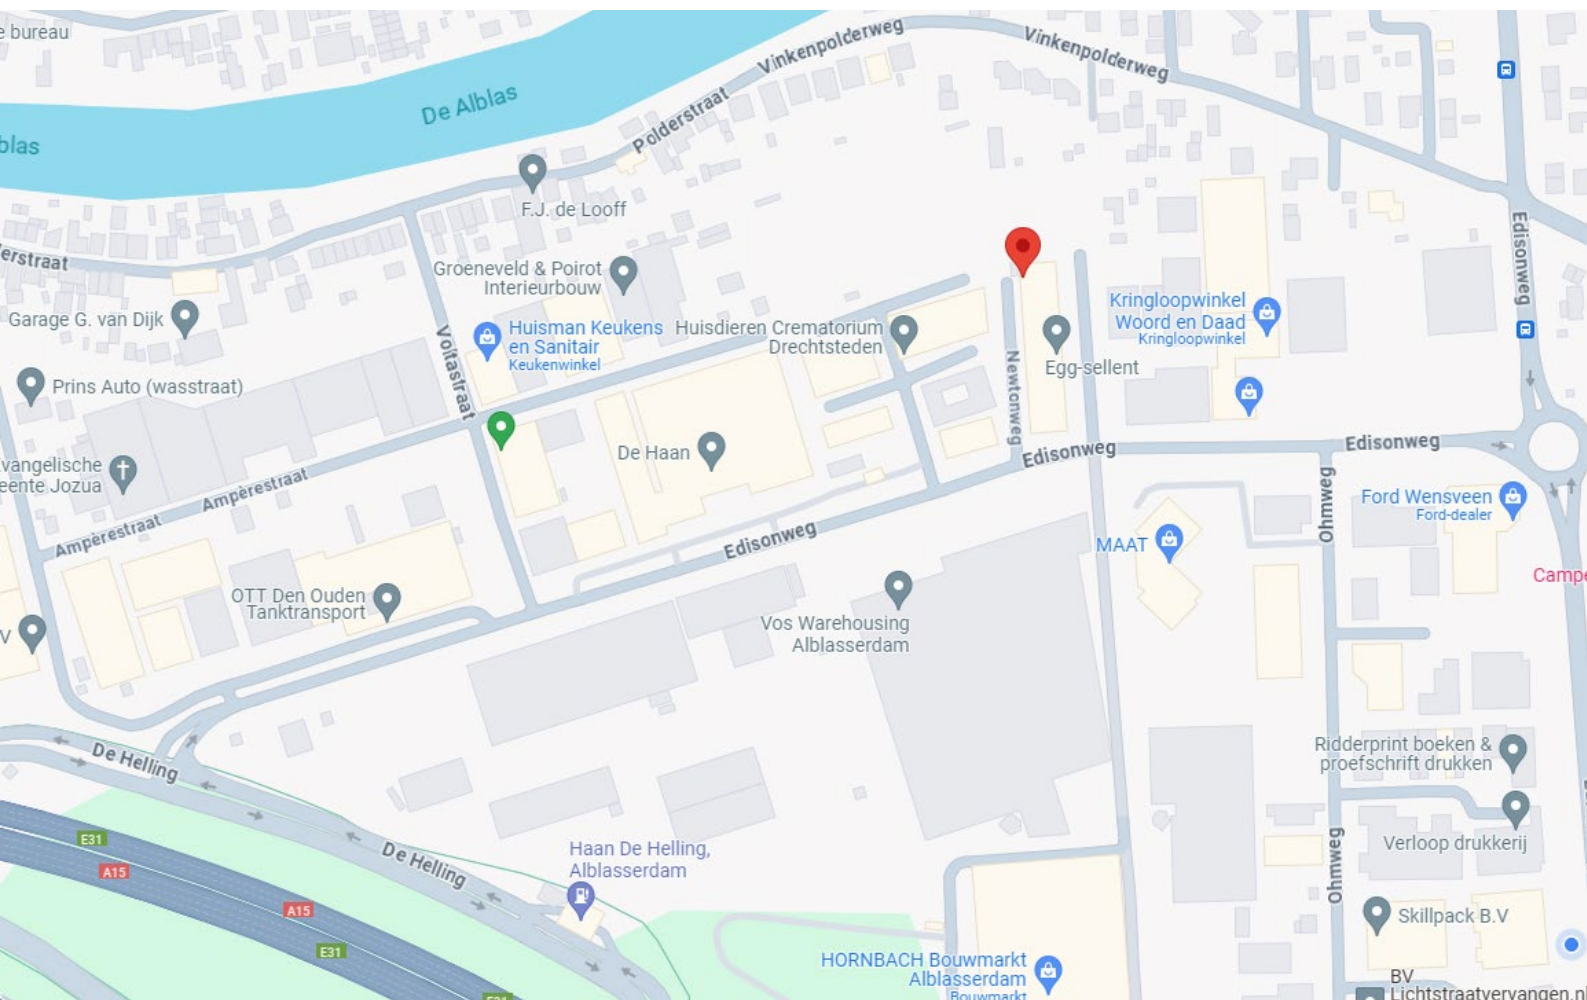 e bureau
De Alblas
blas
Vinkenpolderweg
Vinkenpolderweg
Polderstraat
F.J. de Looff
erstraat
Garage G. van Dijk
Groeneveld & Poirot
Interieurbouw
Huisman Keukens
en Sanitair
Keukenwinkel
Huisdieren Crematorium
Drechtsteden
Egg-sellent
Kringloopwinkel
Woord en Daad
Kringloopwinkel
Edisonweg
Voltastraat
Newtonweg
Prins Auto (wasstraat)
De Haan
Edisonweg
Edisonweg
vangelische
eente Jozua
Ampèrestraat
Ampèrestraat
Edisonweg
Ohmweg
Ford Wensveen
Ford-dealer
MAAT
Campe
OTT Den Ouden
Tanktransport
V
Vos Warehousing
Alblasserdam
De Helling
De Helling
Ridderprint boeken &
proefschrift drukken
Verloop drukkerij
Ohmweg
E31
A15
A15
E31
E31
Haan De Helling,
Alblasserdam
Skillpack B.V
HORNBACH Bouwmarkt
Alblasserdam
Bouwmarkt
BV
Lichtstraatvervangen.nl